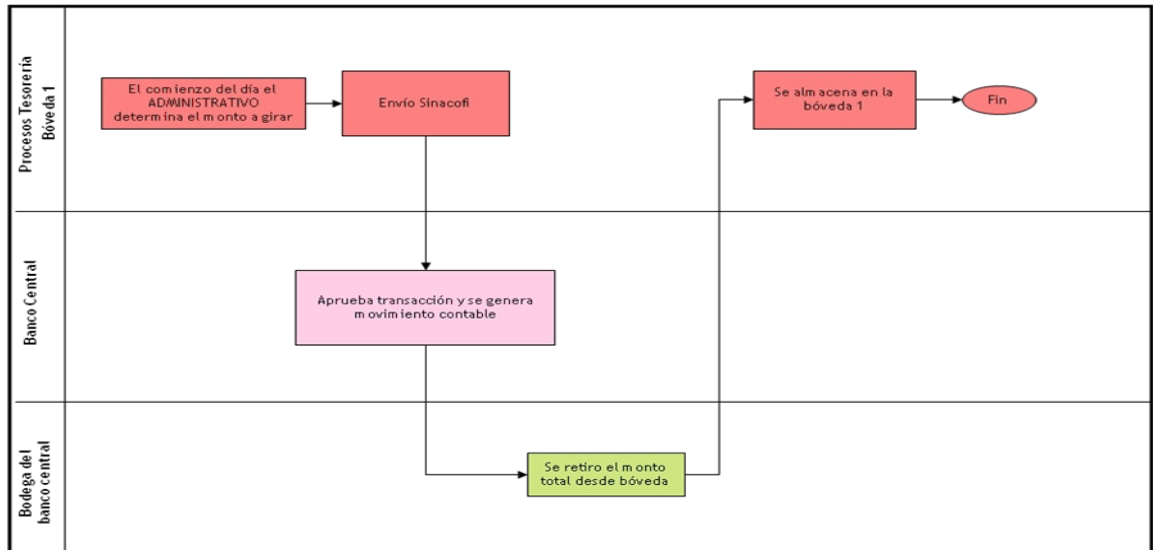 Procesos Tesorería
Bóveda 1
El comienzo del día el
ADMINISTRATIVO
determina el monto a girar
Envío Sinacofi
Se almacena en la
bóveda 1
Fin
Banco Central
Aprueba transacción y se genera
movimiento contable
Bodega del
banco central
Se retiro el monto
total desde bóveda